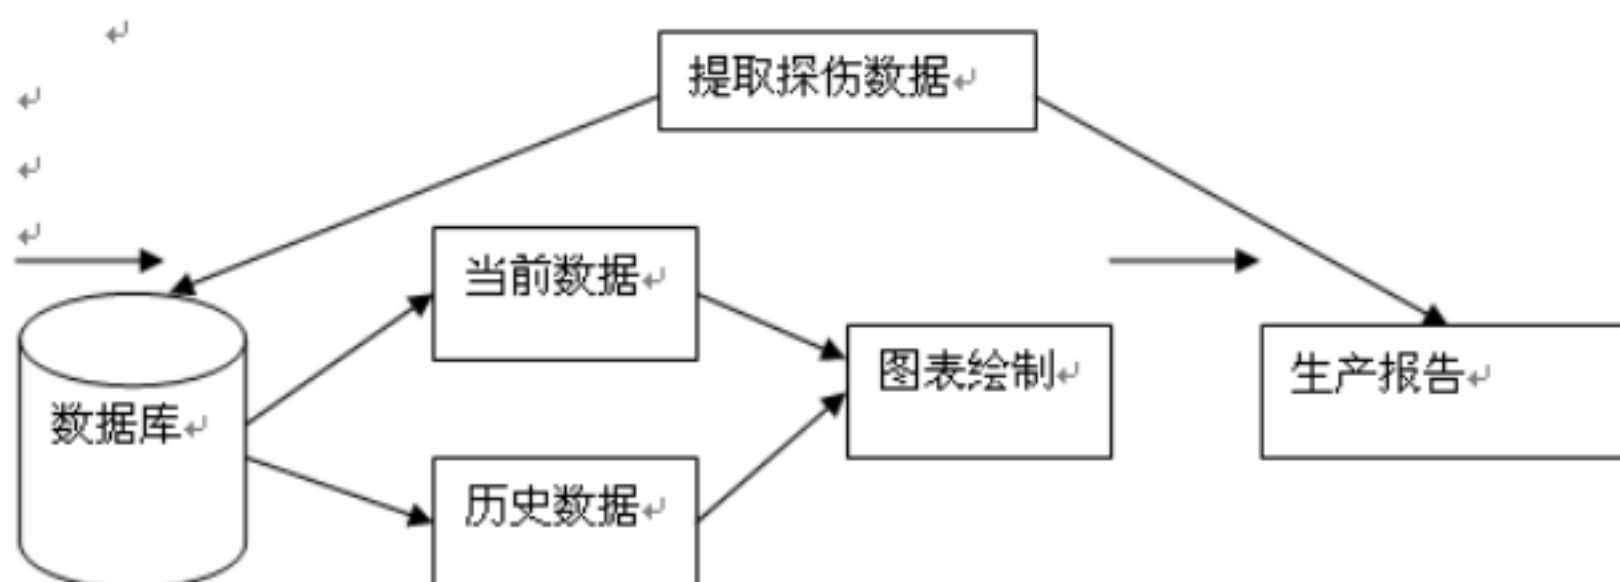 提取探伤数据
当前数据
图表绘制
生产报告
数据库
历史数据